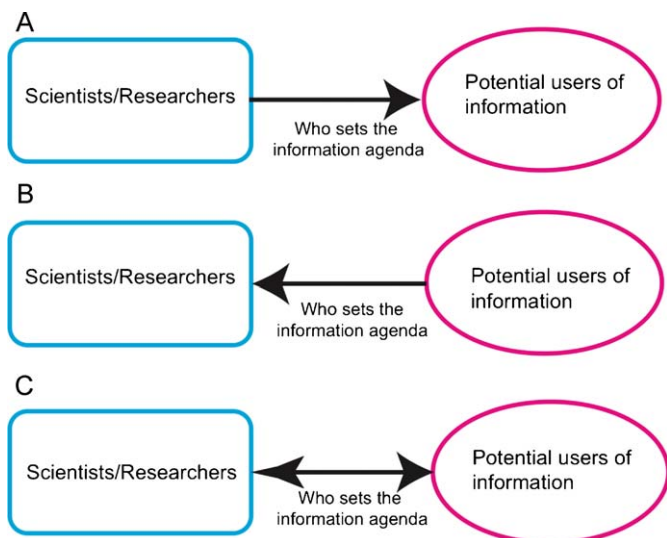 A
Scientists/Researchers
Potential users of
information
Who sets the
information agenda
B
Scientists/Researchers
Potential users of
information
Who sets the
information agenda
C
Scientists/Researchers
Potential users of
information
Who sets the
information agenda